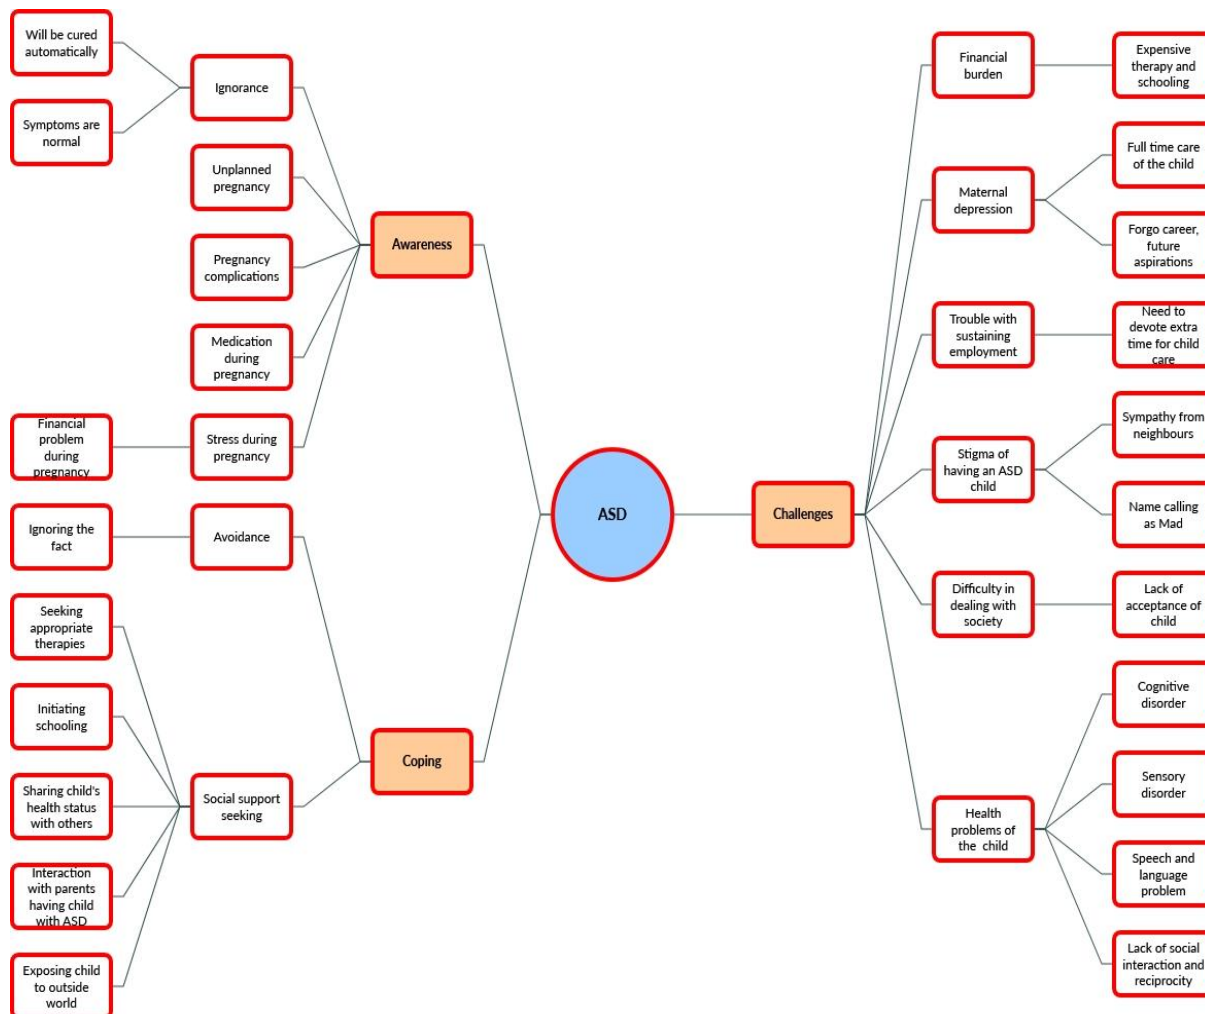 Will be cured
automatically
Symptoms are
normal
Ignorance
Unplanned
pregnancy
Pregnancy
complications
Medication
during
pregnancy
Financial
problem
during
pregnancy
Stress during
pregnancy
Awareness
Ignoring the
fact
Avoidance
Seeking
appropriate
therapies
Initiating
schooling
Sharing child's
health status
with others
Interaction
with parents
having child
with ASD
Exposing child
to outside
world
Social support
seeking
Coping
ASD
Challenges
Financial
burden
Expensive
therapy and
schooling
Maternal
depression
Full time care
of the child
Forgo career,
future
aspirations
Trouble with
sustaining
employment
Need to
devote extra
time for child
care
Stigma of
having an ASD
child
Sympathy from
neighbours
Name calling
as Mad
Difficulty in
dealing with
society
Lack of
acceptance of
child
Health
problems of
the child
Cognitive
disorder
Sensory
disorder
Speech and
language
problem
Lack of social
interaction and
reciprocity